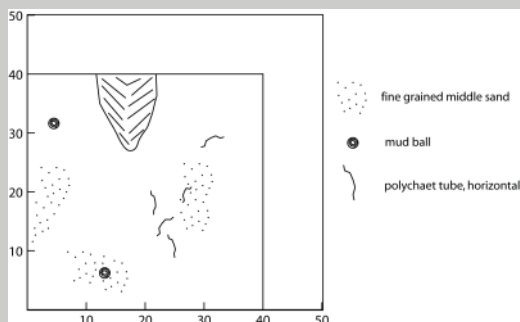 50
40
fine grained middle sand
30
mud ball
20
polychaet tube, horizontal
10
10 20 30 40 50